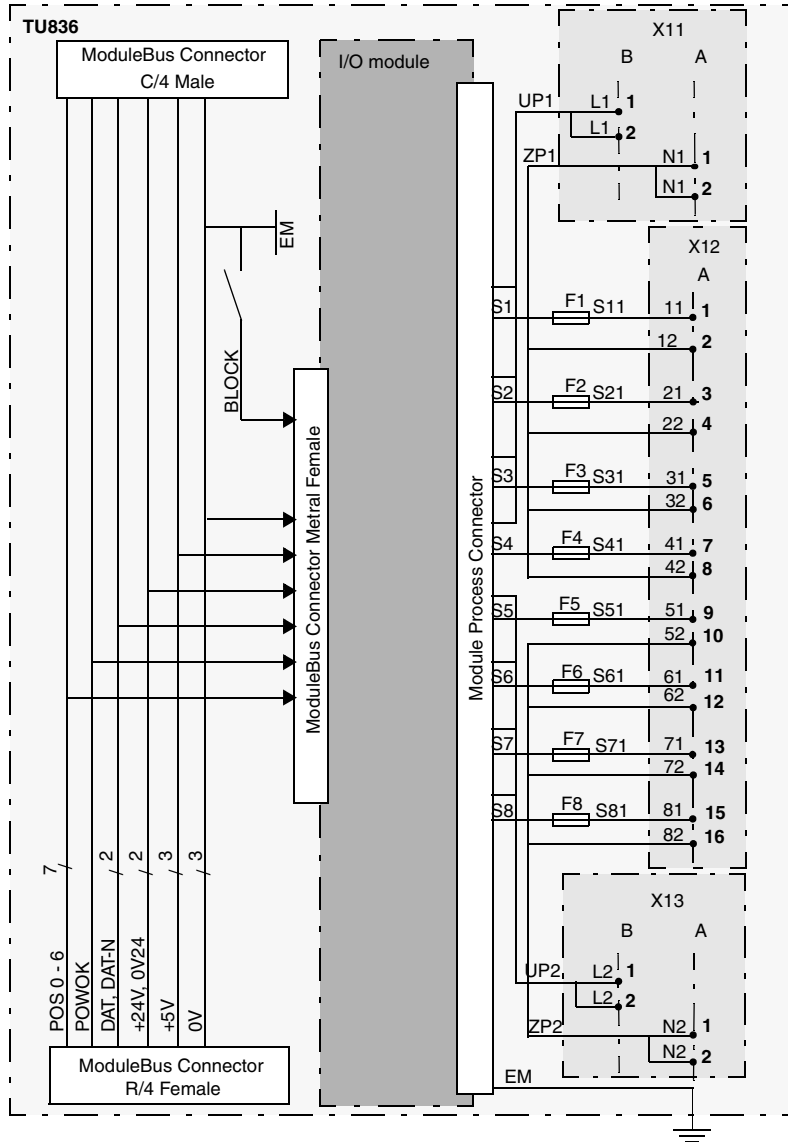 TU836
ModuleBus Connector
C/4 Male
I/O module
X11
B A
UP1 L1 1
L1 2
ZP1 N1 1
N1 2
EM
BLOCK
ModuleBus Connector Metral Female
Module Process Connector
X12
A
S1 F1 S11 11 1
12 2
S2 F2 S21 21 3
22 4
S3 F3 S31 31 5
32 6
S4 F4 S41 41 7
42 8
S5 F5 S51 51 9
52 10
S6 F6 S61 61 11
62 12
S7 F7 S71 71 13
72 14
S8 F8 S81 81 15
82 16
7 2 2 3 3
POS 0 - 6
POWOK
DAT, DAT-N
+24V, 0V24
+5V
0V
ModuleBus Connector
R/4 Female
X13
B A
UP2 L2 1
L2 2
ZP2 N2 1
N2 2
EM